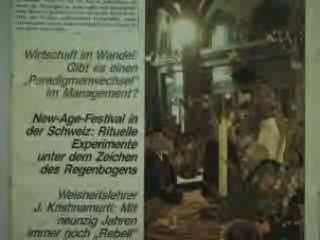 Wirtschaft im Wandel:
Gibt es einen
„Paradigmenwechsel"
im Management?
New-Age-Festival in
der Schweiz: Rituelle
Experimente
unter dem Zeichen
des Regenbogens
Weisheitslehrer
J. Krishnamurti: Mit
neunzig Jahren
immer noch „Rebell"